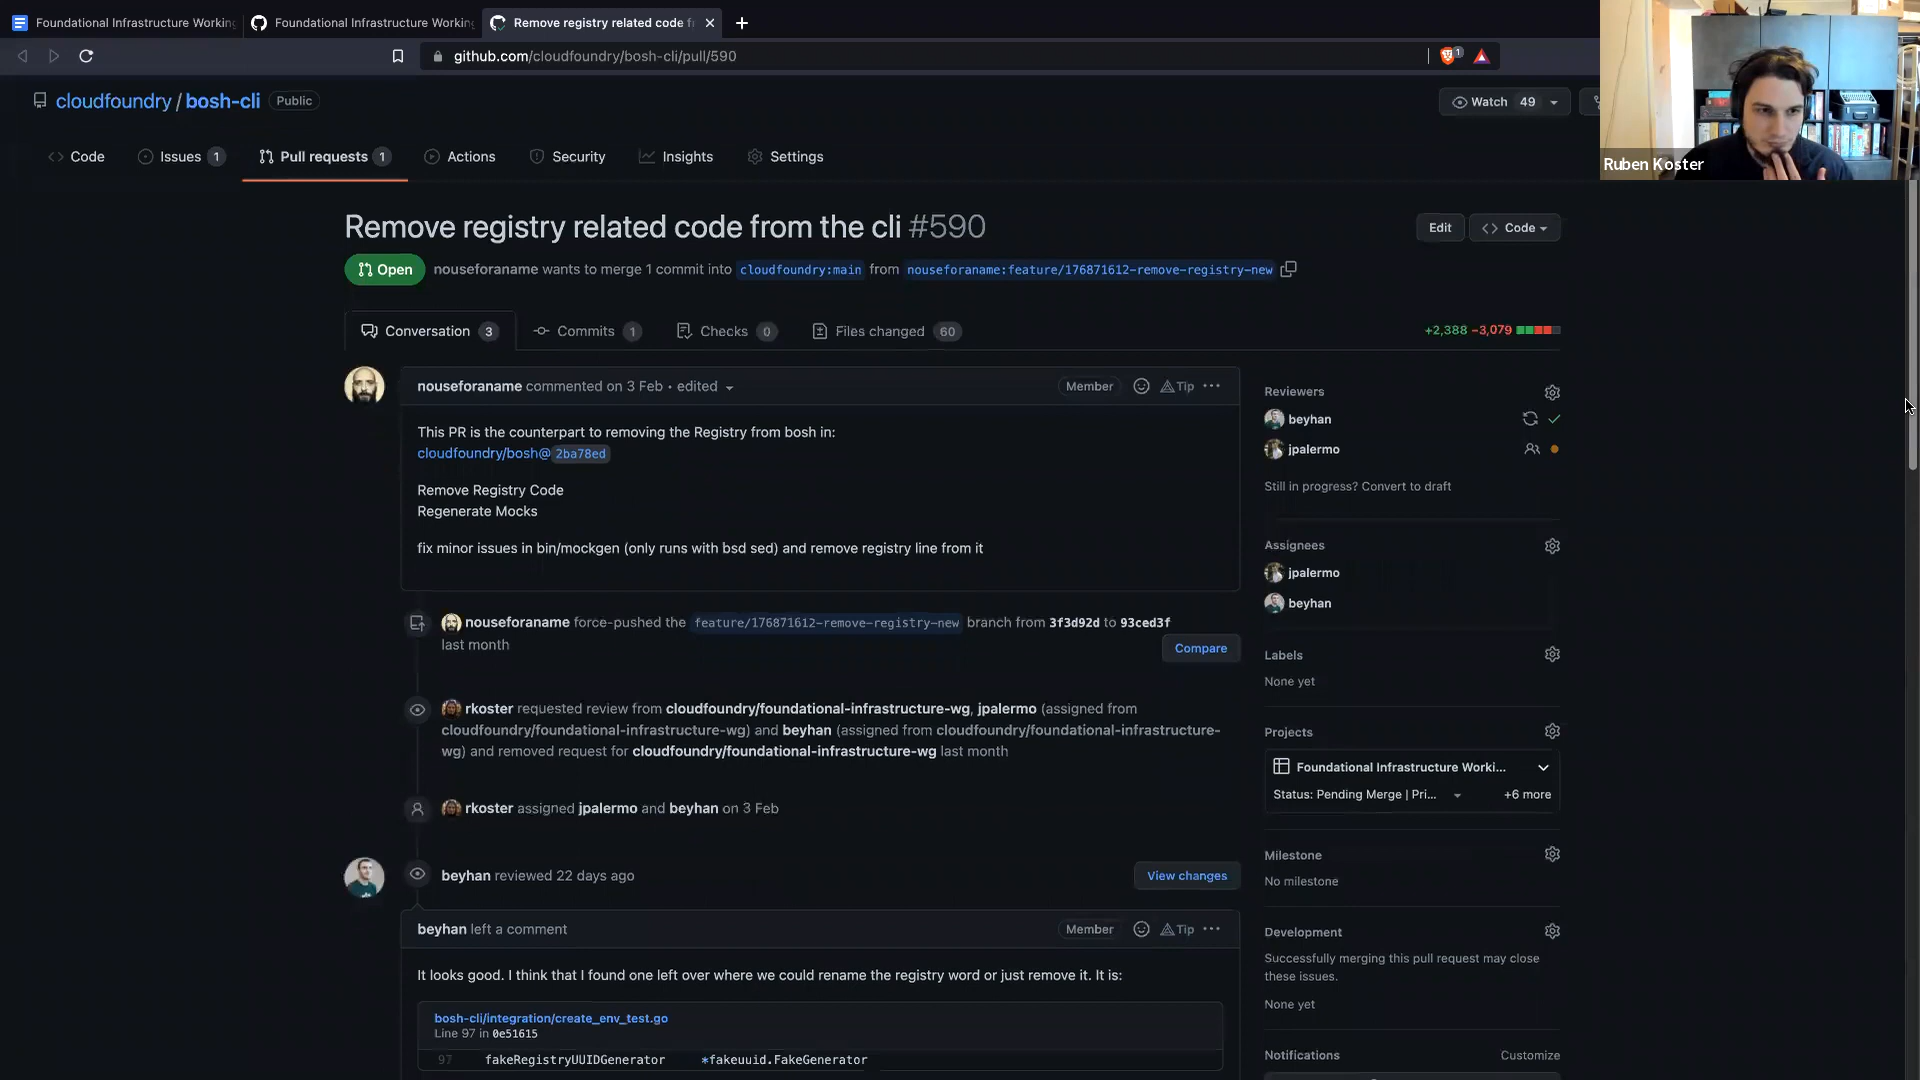 Foundational Infrastructure Working
Foundational Infrastructure Working
Remove registry related code f
github.com/cloudfoundry/bosh-cli/pull/590
1
cloudfoundry / bosh-cli Public
Watch 49
Ruben Koster
Code
Issues 1
Pull requests 1
Actions
Security
Insights
Settings
Remove registry related code from the cli #590
Edit
Code
Open
nouseforaname wants to merge 1 commit into cloudfoundry:main from nouseforaname:feature/176871612-remove-registry-new
Conversation 3
Commits 1
Checks 0
Files changed 60
+2,388 −3,079
nouseforaname commented on 3 Feb • edited
Member
Tip
This PR is the counterpart to removing the Registry from bosh in:
cloudfoundry/bosh@2ba78ed
Remove Registry Code
Regenerate Mocks
fix minor issues in bin/mockgen (only runs with bsd sed) and remove registry line from it
nouseforaname force-pushed the feature/176871612-remove-registry-new branch from 3f3d92d to 93ced3f
last month
Compare
rkoster requested review from cloudfoundry/foundational-infrastructure-wg, jpalermo (assigned from
cloudfoundry/foundational-infrastructure-wg) and beyhan (assigned from cloudfoundry/foundational-infrastructure-
wg) and removed request for cloudfoundry/foundational-infrastructure-wg last month
rkoster assigned jpalermo and beyhan on 3 Feb
beyhan reviewed 22 days ago
View changes
beyhan left a comment
Member
Tip
It looks good. I think that I found one left over where we could rename the registry word or just remove it. It is:
bosh-cli/integration/create_env_test.go
Line 97 in 0e51615
97 fakeRegistryUUIDGenerator *fakeuuid.FakeGenerator
Reviewers
beyhan
jpalermo
Still in progress? Convert to draft
Assignees
jpalermo
beyhan
Labels
None yet
Projects
Foundational Infrastructure Worki...
Status: Pending Merge | Pri...
+6 more
Milestone
No milestone
Development
Successfully merging this pull request may close
these issues.
None yet
Notifications
Customize